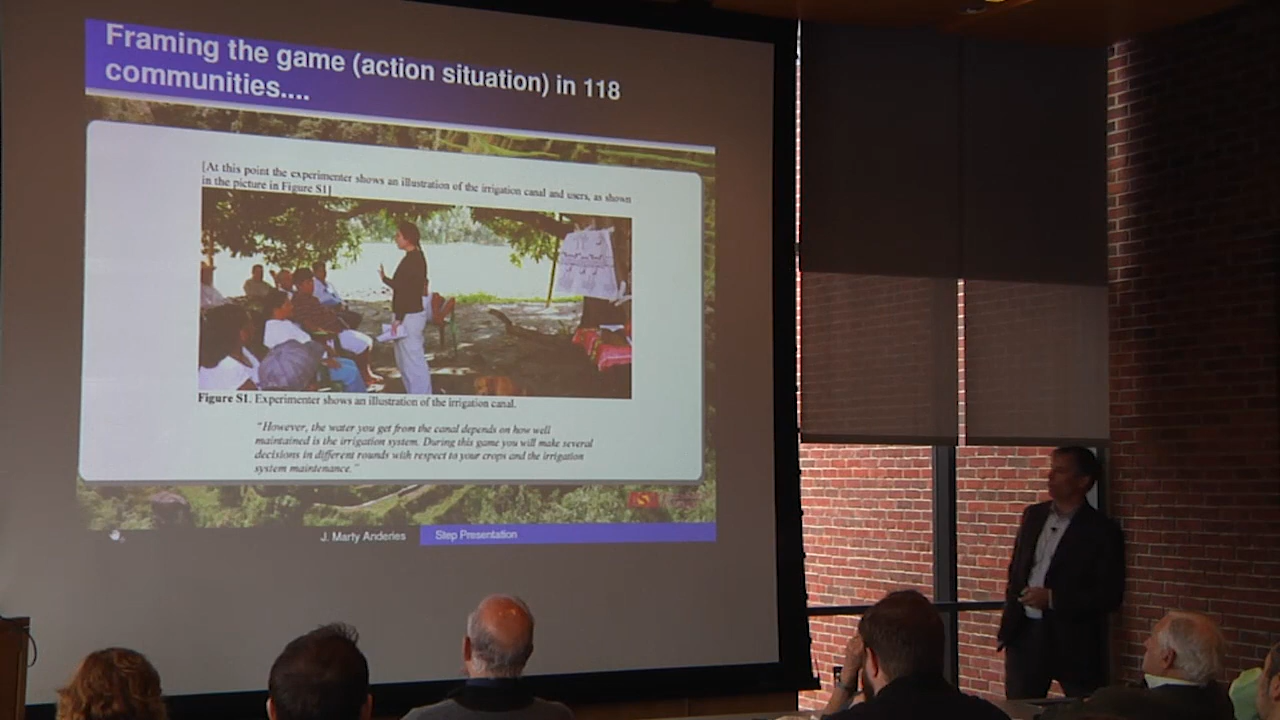 Framing the game (action situation) in 118
communities....
[At this point the experimenter shows an illustration of the irrigation canal and users, as shown
in the picture in Figure S1]
Figure S1. Experimenter shows an illustration of the irrigation canal.
"However, the water you get from the canal depends on how well
maintained is the irrigation system. During this game you will make several
decisions in different rounds with respect to your crops and the irrigation
system maintenance."
J. Marty Anderies
Step Presentation